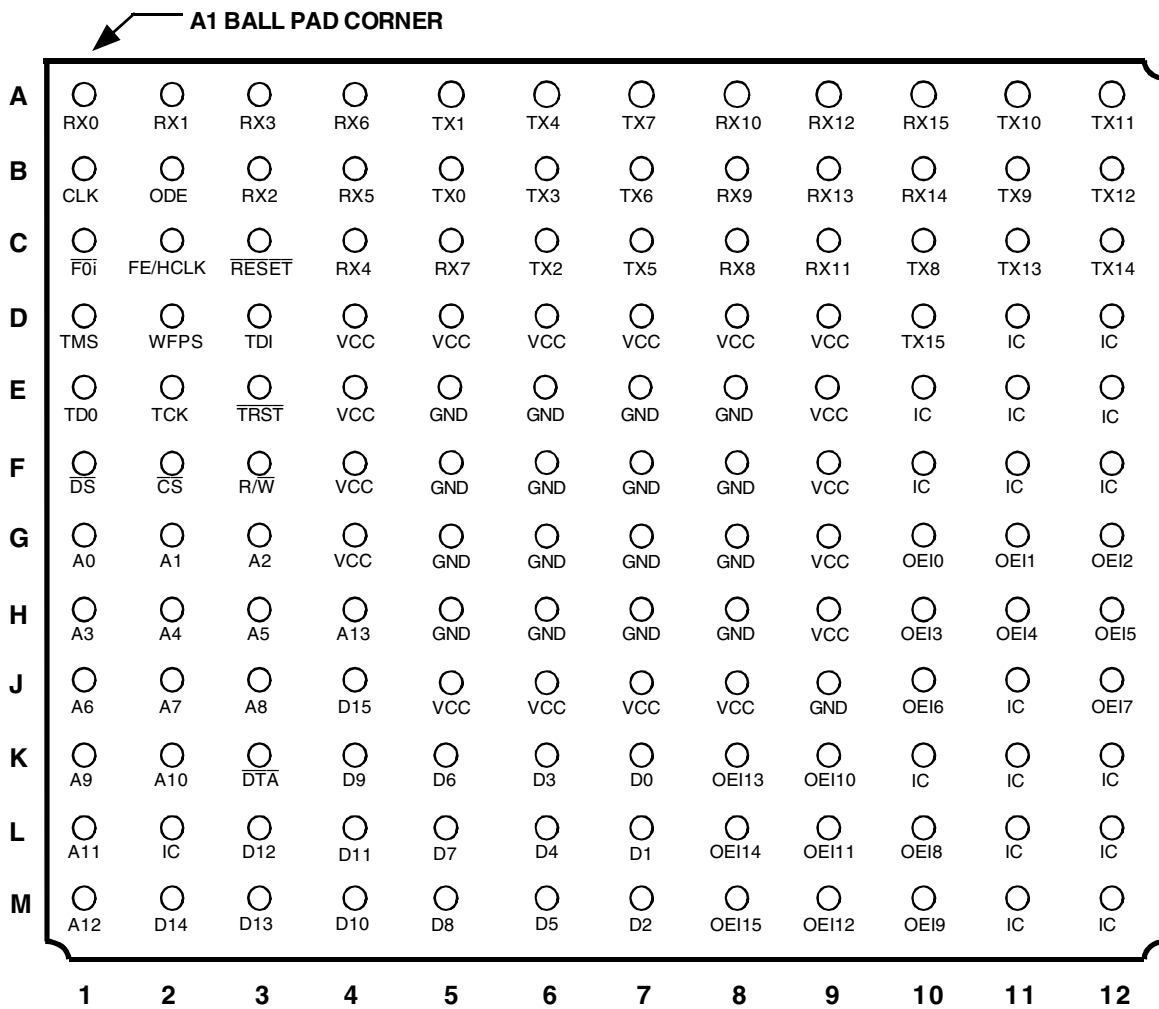 A1 BALL PAD CORNER
A
RX0 RX1 RX3 RX6 TX1 TX4 TX7 RX10 RX12 RX15 TX10 TX11
B
CLK ODE RX2 RX5 TX0 TX3 TX6 RX9 RX13 RX14 TX9 TX12
C
F̅0̅i̅ FE/HCLK R̅E̅S̅E̅T̅ RX4 RX7 TX2 TX5 RX8 RX11 TX8 TX13 TX14
D
TMS WFPS TDI VCC VCC VCC VCC VCC VCC TX15 IC IC
E
TD0 TCK T̅R̅S̅T̅ VCC GND GND GND GND VCC IC IC IC
F
D̅S̅ C̅S̅ R/W̅ VCC GND GND GND GND VCC IC IC IC
G
A0 A1 A2 VCC GND GND GND GND VCC OEI0 OEI1 OEI2
H
A3 A4 A5 A13 GND GND GND GND VCC OEI3 OEI4 OEI5
J
A6 A7 A8 D15 VCC VCC VCC VCC GND OEI6 IC OEI7
K
A9 A10 D̅T̅A̅ D9 D6 D3 D0 OEI13 OEI10 IC IC IC
L
A11 IC D12 D11 D7 D4 D1 OEI14 OEI11 OEI8 IC IC
M
A12 D14 D13 D10 D8 D5 D2 OEI15 OEI12 OEI9 IC IC
1 2 3 4 5 6 7 8 9 10 11 12